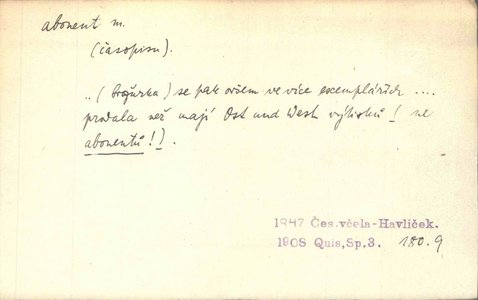 abonent m.
(časopisu).
..( brožurka) se pak ovšem ve více exemplářích ....
prodala než mají Ost und West výtisků (ne
abonentů!).
1847 Čes.včela-Havlíček.
1908 Quis,Sp.3. 180.9